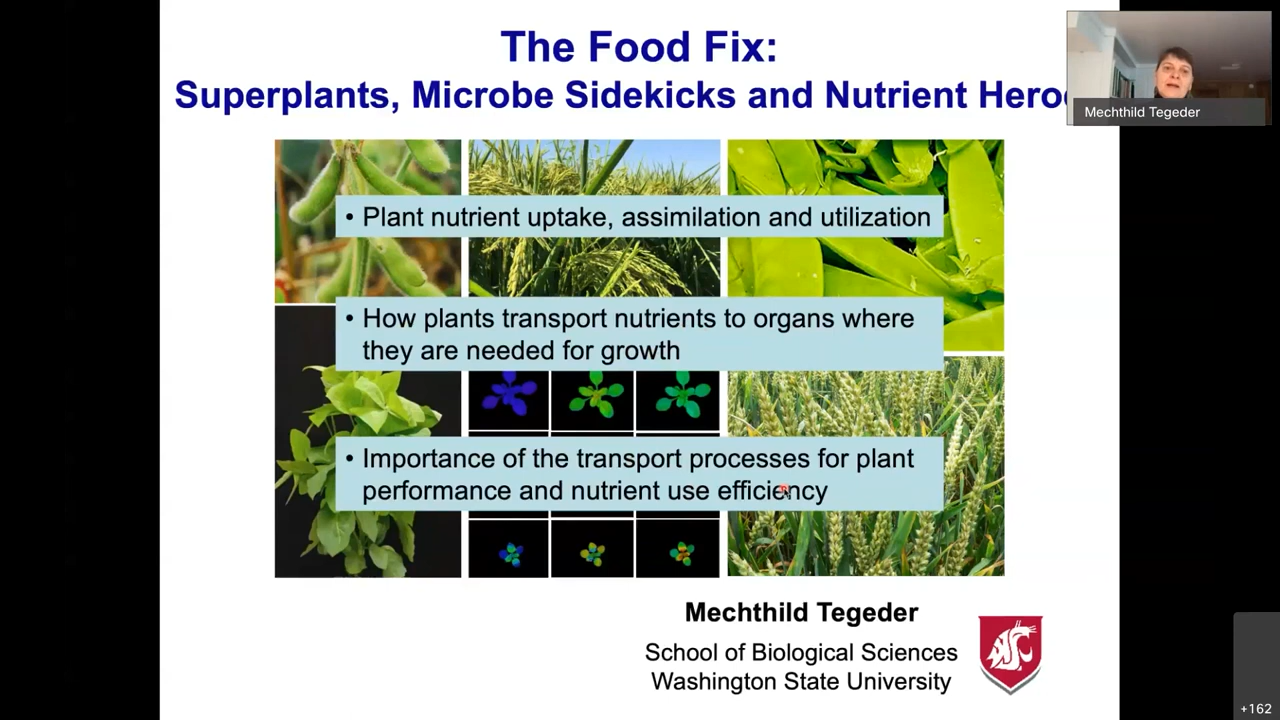 The Food Fix:
Superplants, Microbe Sidekicks and Nutrient Hero
Mechthild Tegeder
• Plant nutrient uptake, assimilation and utilization
• How plants transport nutrients to organs where
they are needed for growth
• Importance of the transport processes for plant
performance and nutrient use efficiency
Mechthild Tegeder
School of Biological Sciences
Washington State University
+162